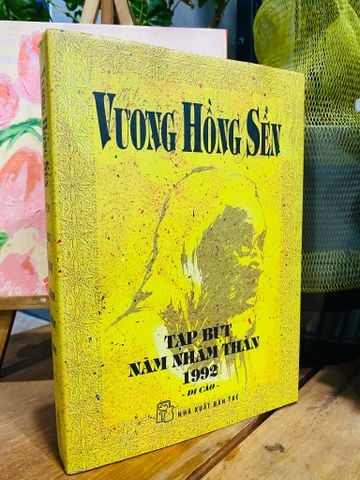 VƯƠNG HỒNG SỂN
TẠP BÚT
NĂM NHÂM THÂN
1992
- DI CẢO -
NHÀ XUẤT BẢN TRẺ